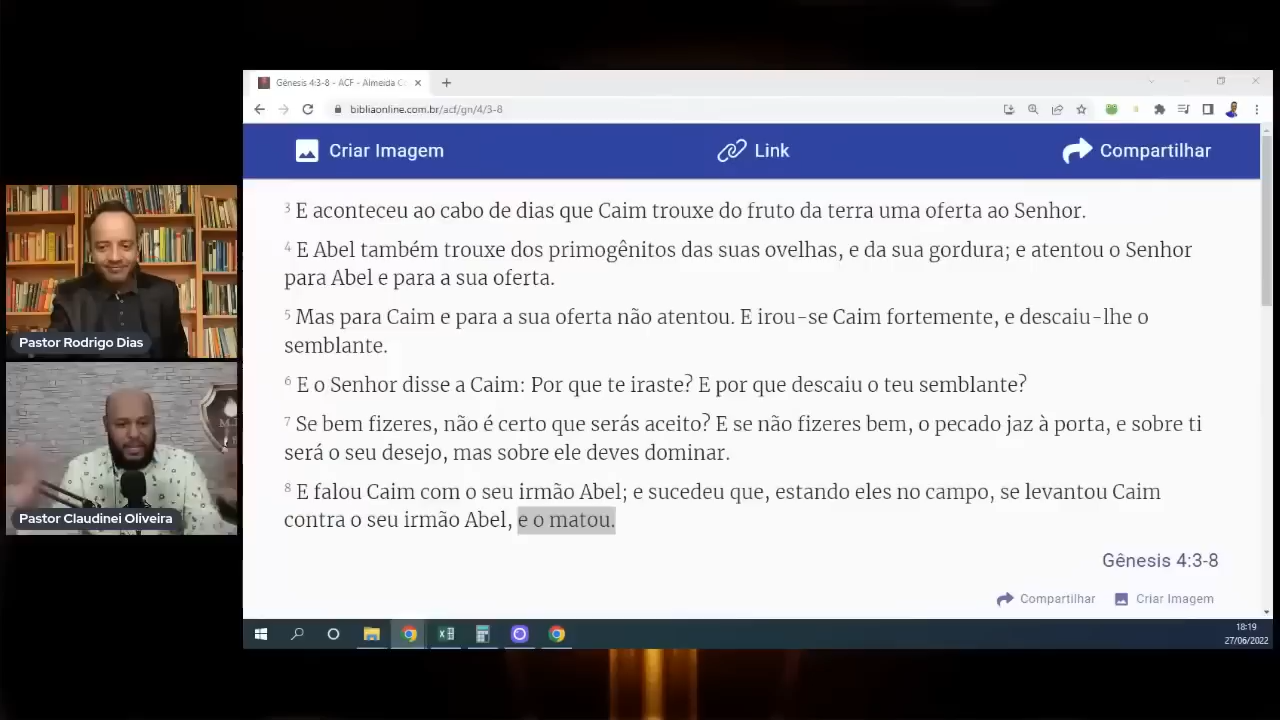 Gênesis 4:3-8 - ACF - Almeida C
bibliaonline.com.br/acf/gn/4/3-8
Criar Imagem
Link
Compartilhar
3 E aconteceu ao cabo de dias que Caim trouxe do fruto da terra uma oferta ao Senhor.
4 E Abel também trouxe dos primogênitos das suas ovelhas, e da sua gordura; e atentou o Senhor
para Abel e para a sua oferta.
5 Mas para Caim e para a sua oferta não atentou. E irou-se Caim fortemente, e descaiu-lhe o
semblante.
6 E o Senhor disse a Caim: Por que te iraste? E por que descaiu o teu semblante?
7 Se bem fizeres, não é certo que serás aceito? E se não fizeres bem, o pecado jaz à porta, e sobre ti
será o seu desejo, mas sobre ele deves dominar.
8 E falou Caim com o seu irmão Abel; e sucedeu que, estando eles no campo, se levantou Caim
contra o seu irmão Abel, e o matou.
Gênesis 4:3-8
Compartilhar
Criar Imagem
18:19
27/06/2022
Pastor Rodrigo Dias
Pastor Claudinei Oliveira